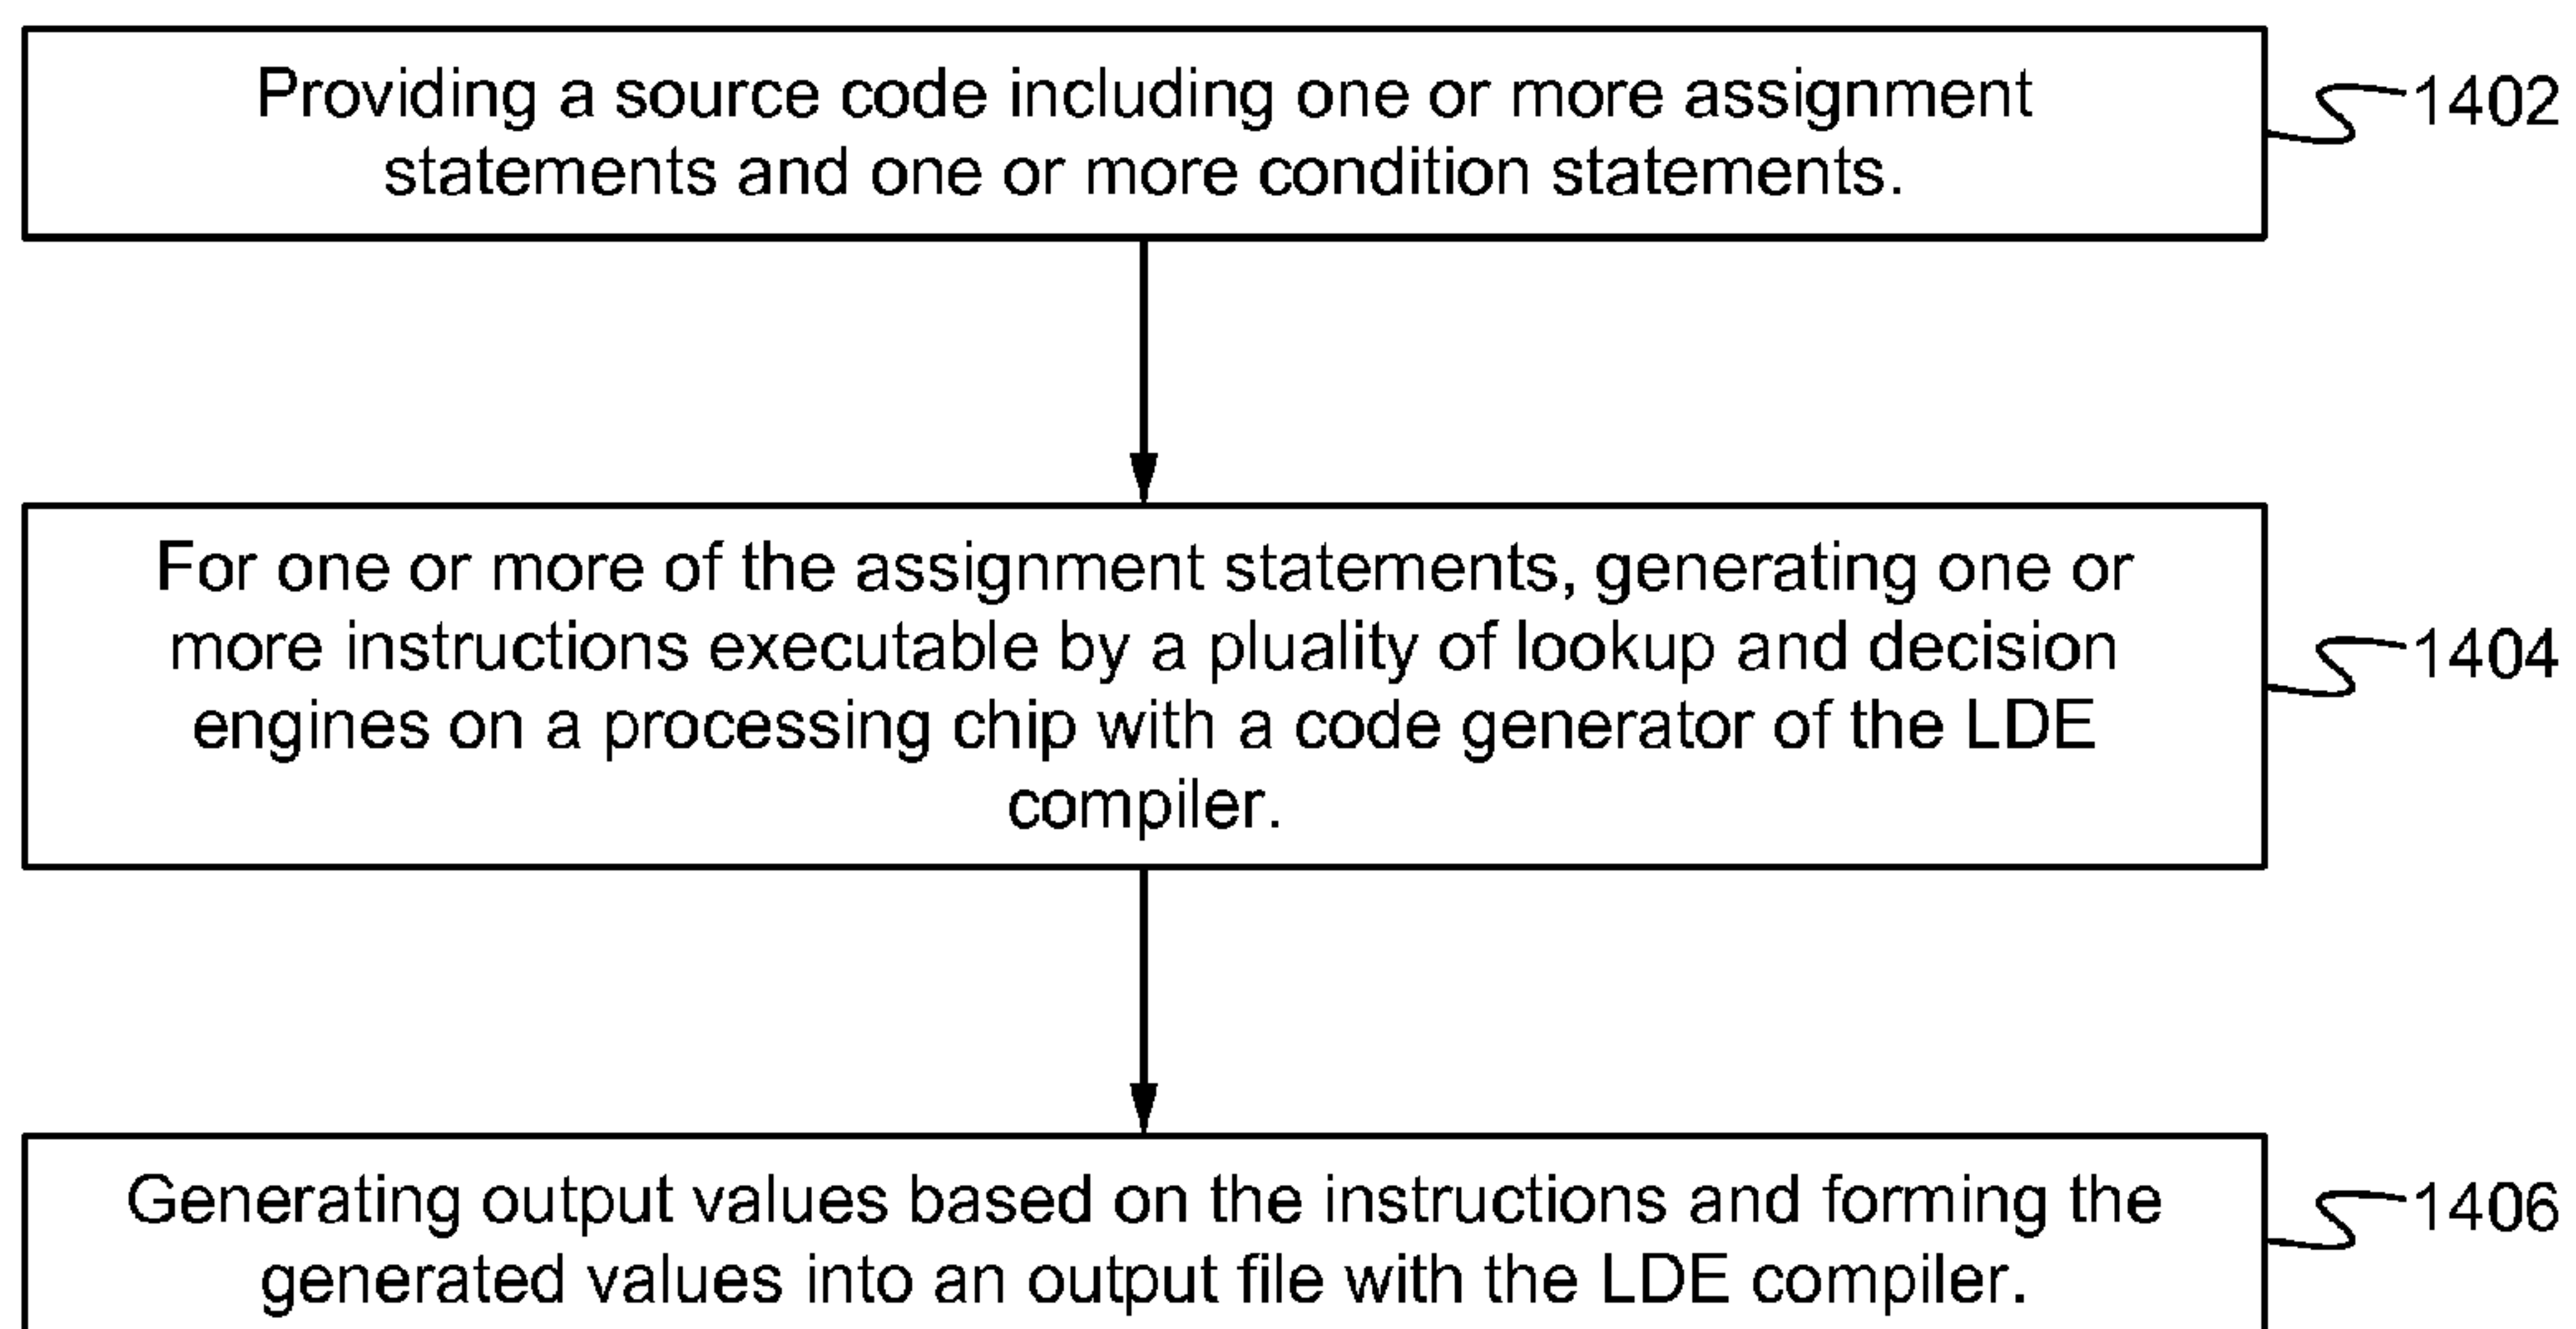 Providing a source code including one or more assignment
statements and one or more condition statements.
1402
For one or more of the assignment statements, generating one or
more instructions executable by a pluality of lookup and decision
engines on a processing chip with a code generator of the LDE
compiler.
1404
Generating output values based on the instructions and forming the
generated values into an output file with the LDE compiler.
1406